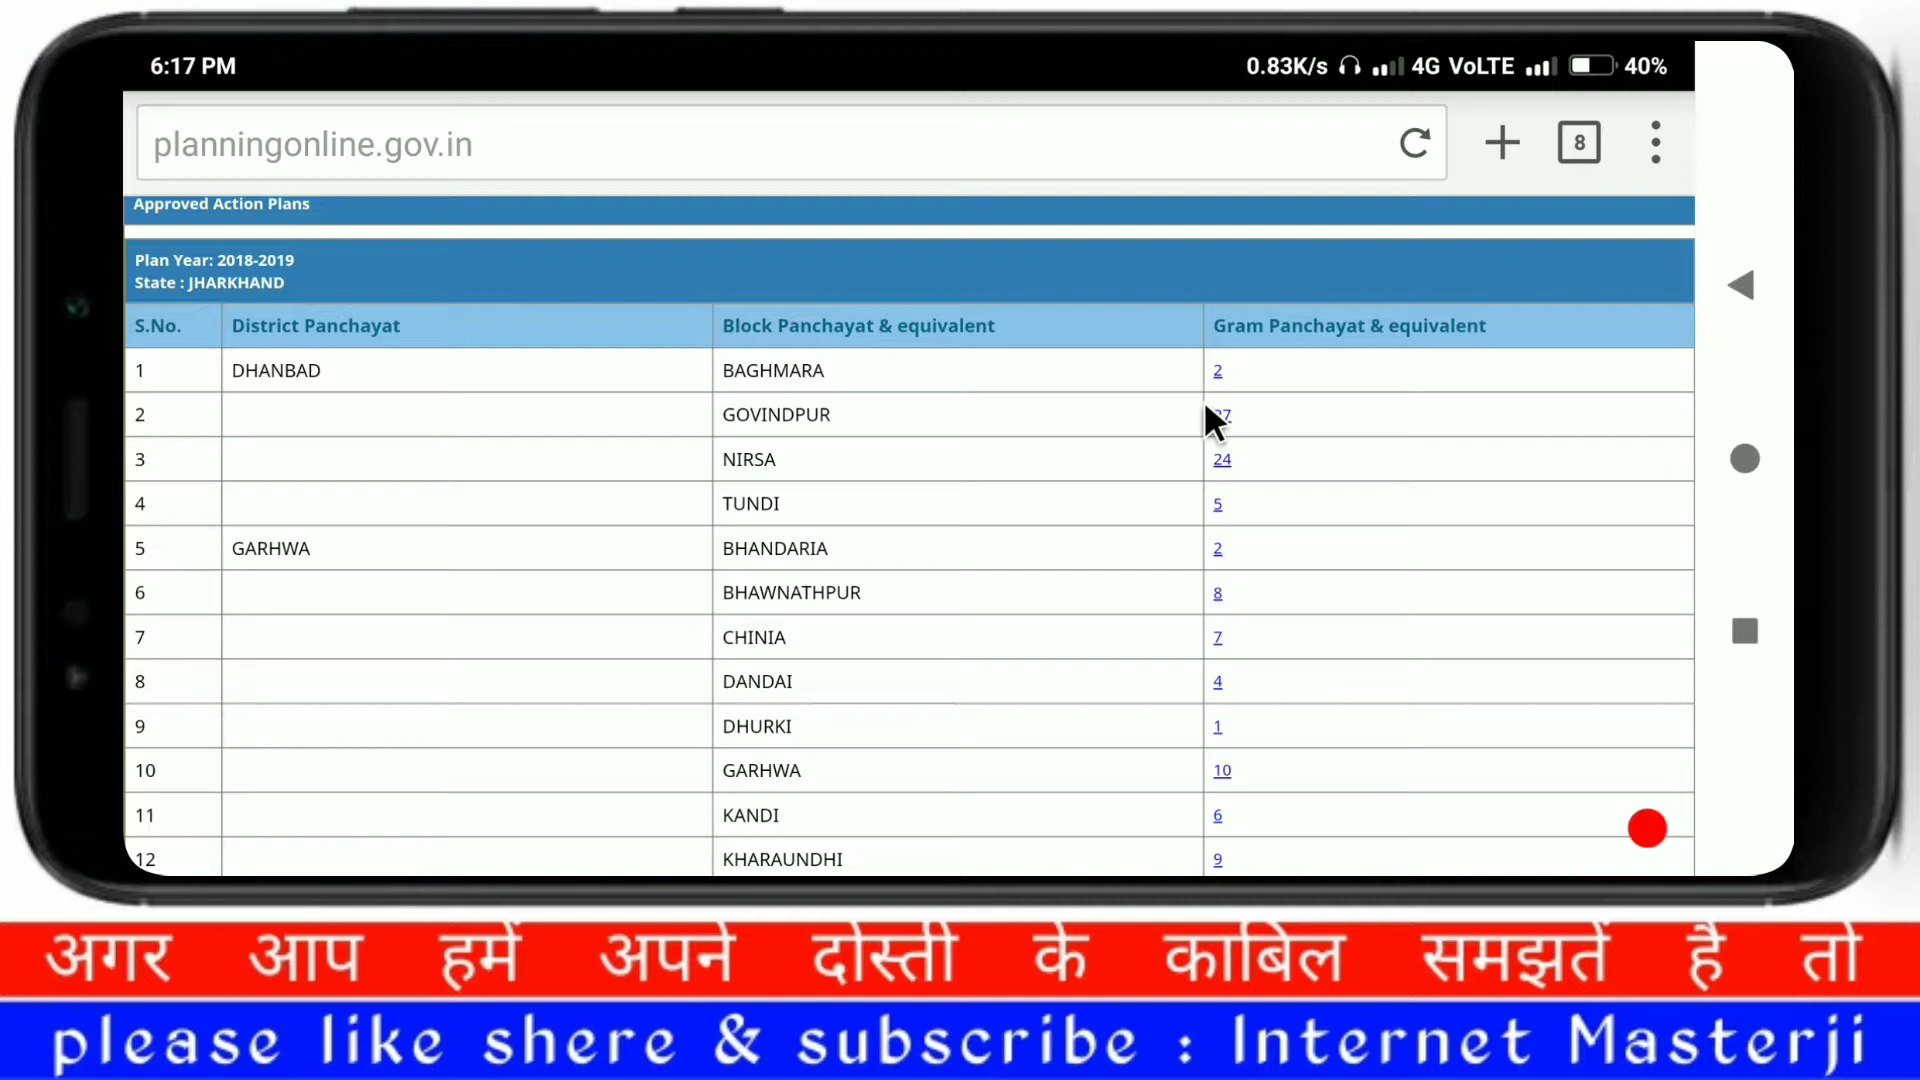 6:17 PM 0.83K/s 4G VoLTE 40%
planningonline.gov.in 8
Approved Action Plans
Plan Year: 2018-2019
State : JHARKHAND
S.No. District Panchayat Block Panchayat & equivalent Gram Panchayat & equivalent
1 DHANBAD BAGHMARA 2
2 GOVINDPUR
3 NIRSA 24
4 TUNDI 5
5 GARHWA BHANDARIA 2
6 BHAWNATHPUR 8
7 CHINIA 7
8 DANDAI 4
9 DHURKI 1
10 GARHWA 10
11 KANDI 6
12 KHARAUNDHI 9
अगर आप हमें अपने दोस्ती के काबिल समझतें है तो
please like shere & subscribe : Internet Masterji